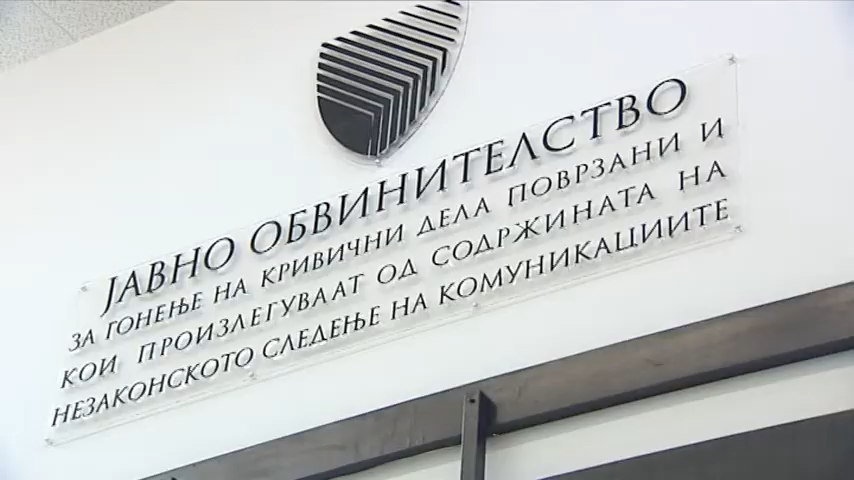 ЈАВНО ОБВИНИТЕЛСТВО
ЗА ГОНЕЊЕ НА КРИВИЧНИ ДЕЛА ПОВРЗАНИ И
КОИ ПРОИЗЛЕГУВААТ ОД СОДРЖИНАТА НА
НЕЗАКОНСКОТО СЛЕДЕЊЕ НА КОМУНИКАЦИИТЕ